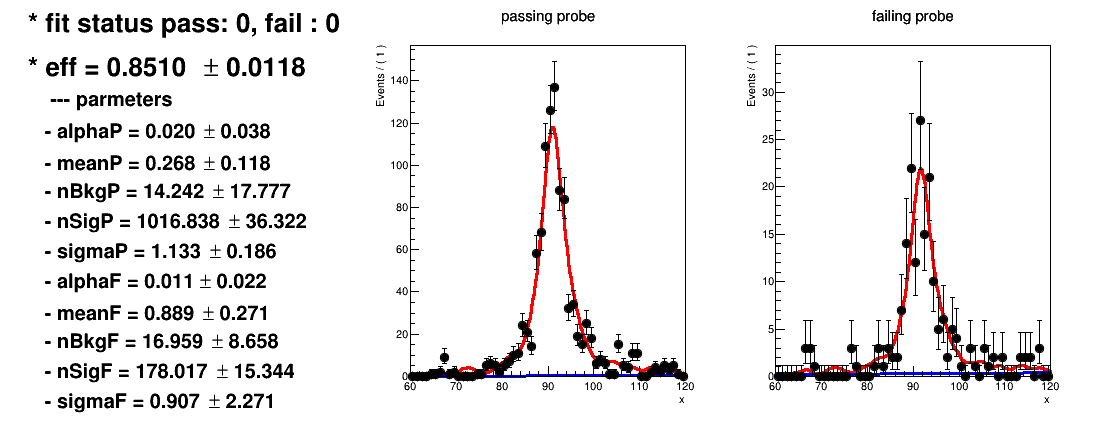 * fit status pass: 0, fail : 0
* eff = 0.8510 ± 0.0118
--- parmeters
- alphaP = 0.020 ± 0.038
- meanP = 0.268 ± 0.118
- nBkgP = 14.242 ± 17.777
- nSigP = 1016.838 ± 36.322
- sigmaP = 1.133 ± 0.186
- alphaF = 0.011 ± 0.022
- meanF = 0.889 ± 0.271
- nBkgF = 16.959 ± 8.658
- nSigF = 178.017 ± 15.344
- sigmaF = 0.907 ± 2.271
passing probe
Events / ( 1 )
140
120
100
80
60
40
20
0
60 70 80 90 100 110 120
x
failing probe
Events / ( 1 )
30
25
20
15
10
5
0
60 70 80 90 100 110 120
x